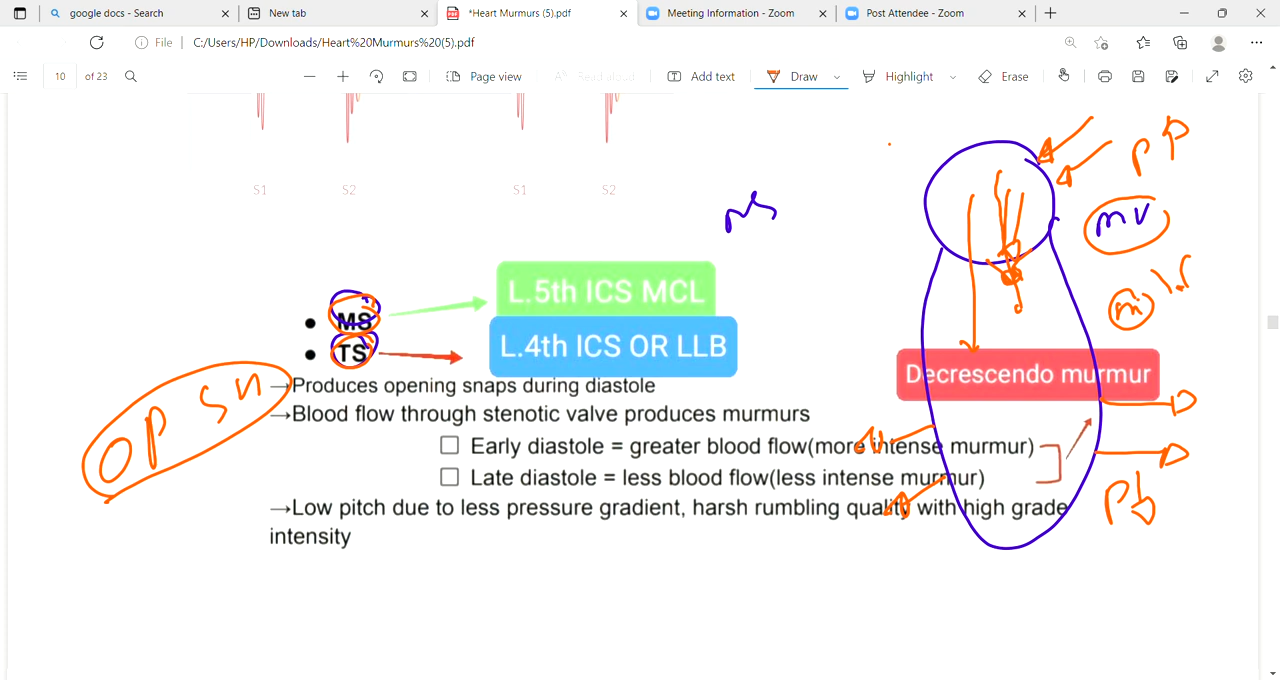 google docs - Search
New tab
*Heart Murmurs (5).pdf
Meeting Information - Zoom
Post Attendee - Zoom
File
C:/Users/HP/Downloads/Heart%20Murmurs%20(5).pdf
10 of 23
Page view
Read aloud
Add text
Draw
Highlight
Erase
S1 S2 S1 S2
PP
MS
mv
L.5th ICS MCL
• MS
L.4th ICS OR LLB
• TS
Decrescendo murmur
OP Sn
→Produces opening snaps during diastole
→Blood flow through stenotic valve produces murmurs
Early diastole = greater blood flow(more intense murmur)
Late diastole = less blood flow(less intense murmur)
→Low pitch due to less pressure gradient, harsh rumbling quality with high grade
intensity